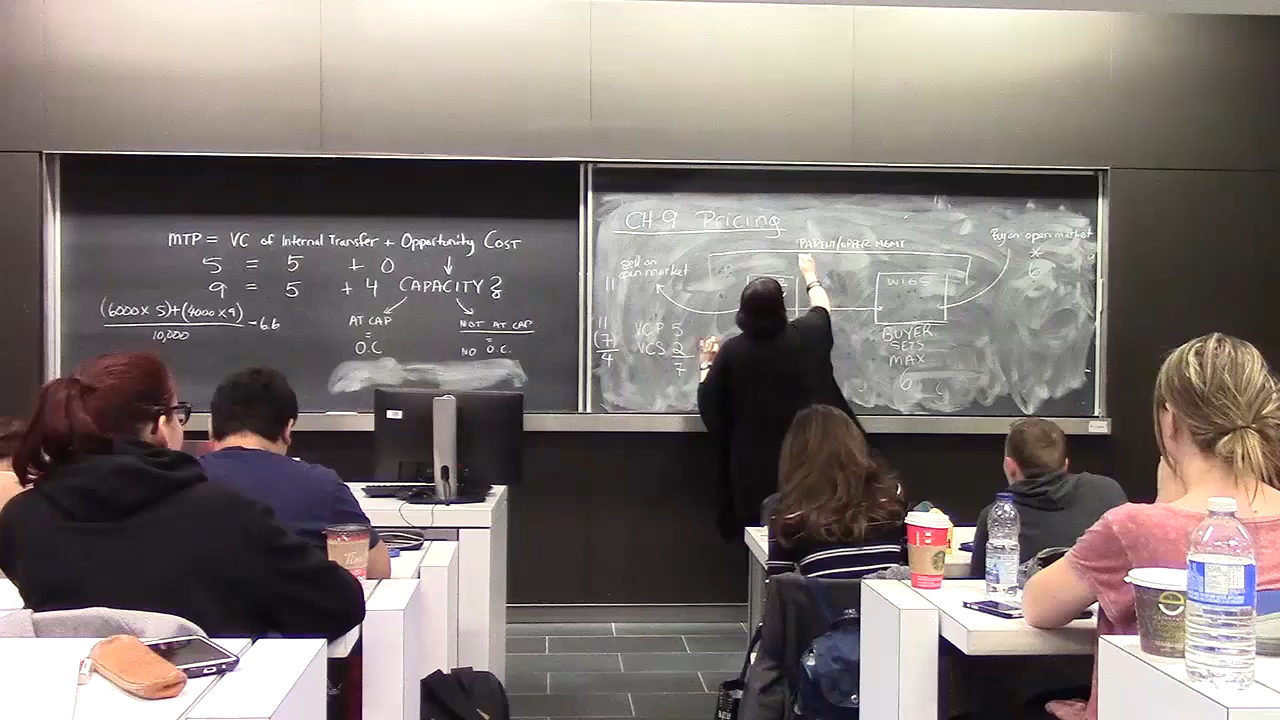 MTP = VC of Internal Transfer + Opportunity Cost
5 = 5 + 0
9 = 5 + 4 CAPACITY?
(6000 x 5)+(4000 x 9)
10,000
= 6.6
AT CAP
=
O.C
NOT AT CAP
=
NO O.C.
CH.9 Pricing
PARENT/UPPER MGMT
Buy on open market
*
6
sell on
open market
11
11
(7)
4
VCP 5
VCS 2
7
WIGS
BUYER
SETS
MAX
6